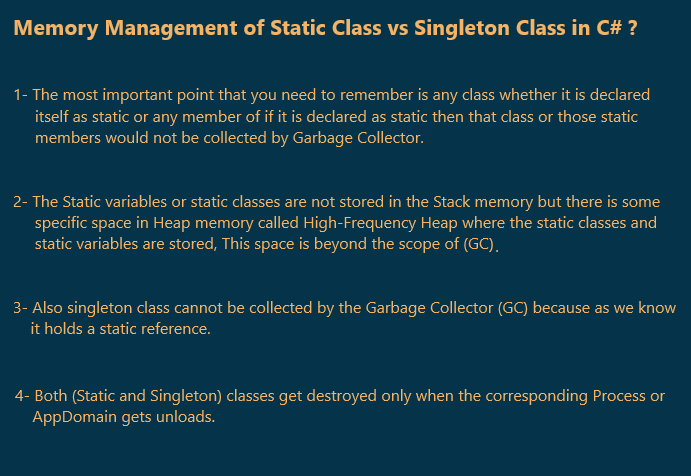 Memory Management of Static Class vs Singleton Class in C# ?
1- The most important point that you need to remember is any class whether it is declared
itself as static or any member of if it is declared as static then that class or those static
members would not be collected by Garbage Collector.
2- The Static variables or static classes are not stored in the Stack memory but there is some
specific space in Heap memory called High-Frequency Heap where the static classes and
static variables are stored, This space is beyond the scope of (GC).
3- Also singleton class cannot be collected by the Garbage Collector (GC) because as we know
it holds a static reference.
4- Both (Static and Singleton) classes get destroyed only when the corresponding Process or
AppDomain gets unloads.